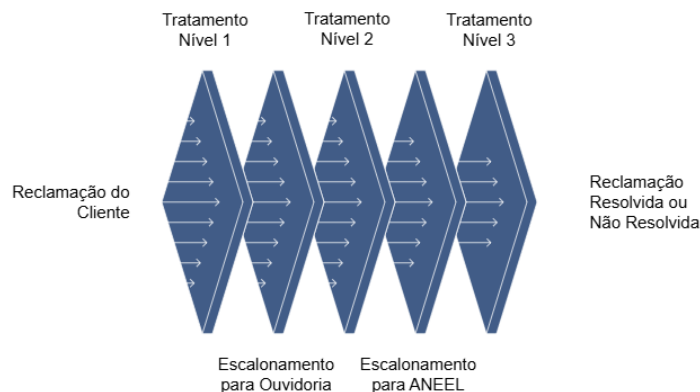 Tratamento
Nível 1
Tratamento
Nível 2
Tratamento
Nível 3
Reclamação do
Cliente
Reclamação
Resolvida ou
Não Resolvida
Escalonamento
para Ouvidoria
Escalonamento
para ANEEL